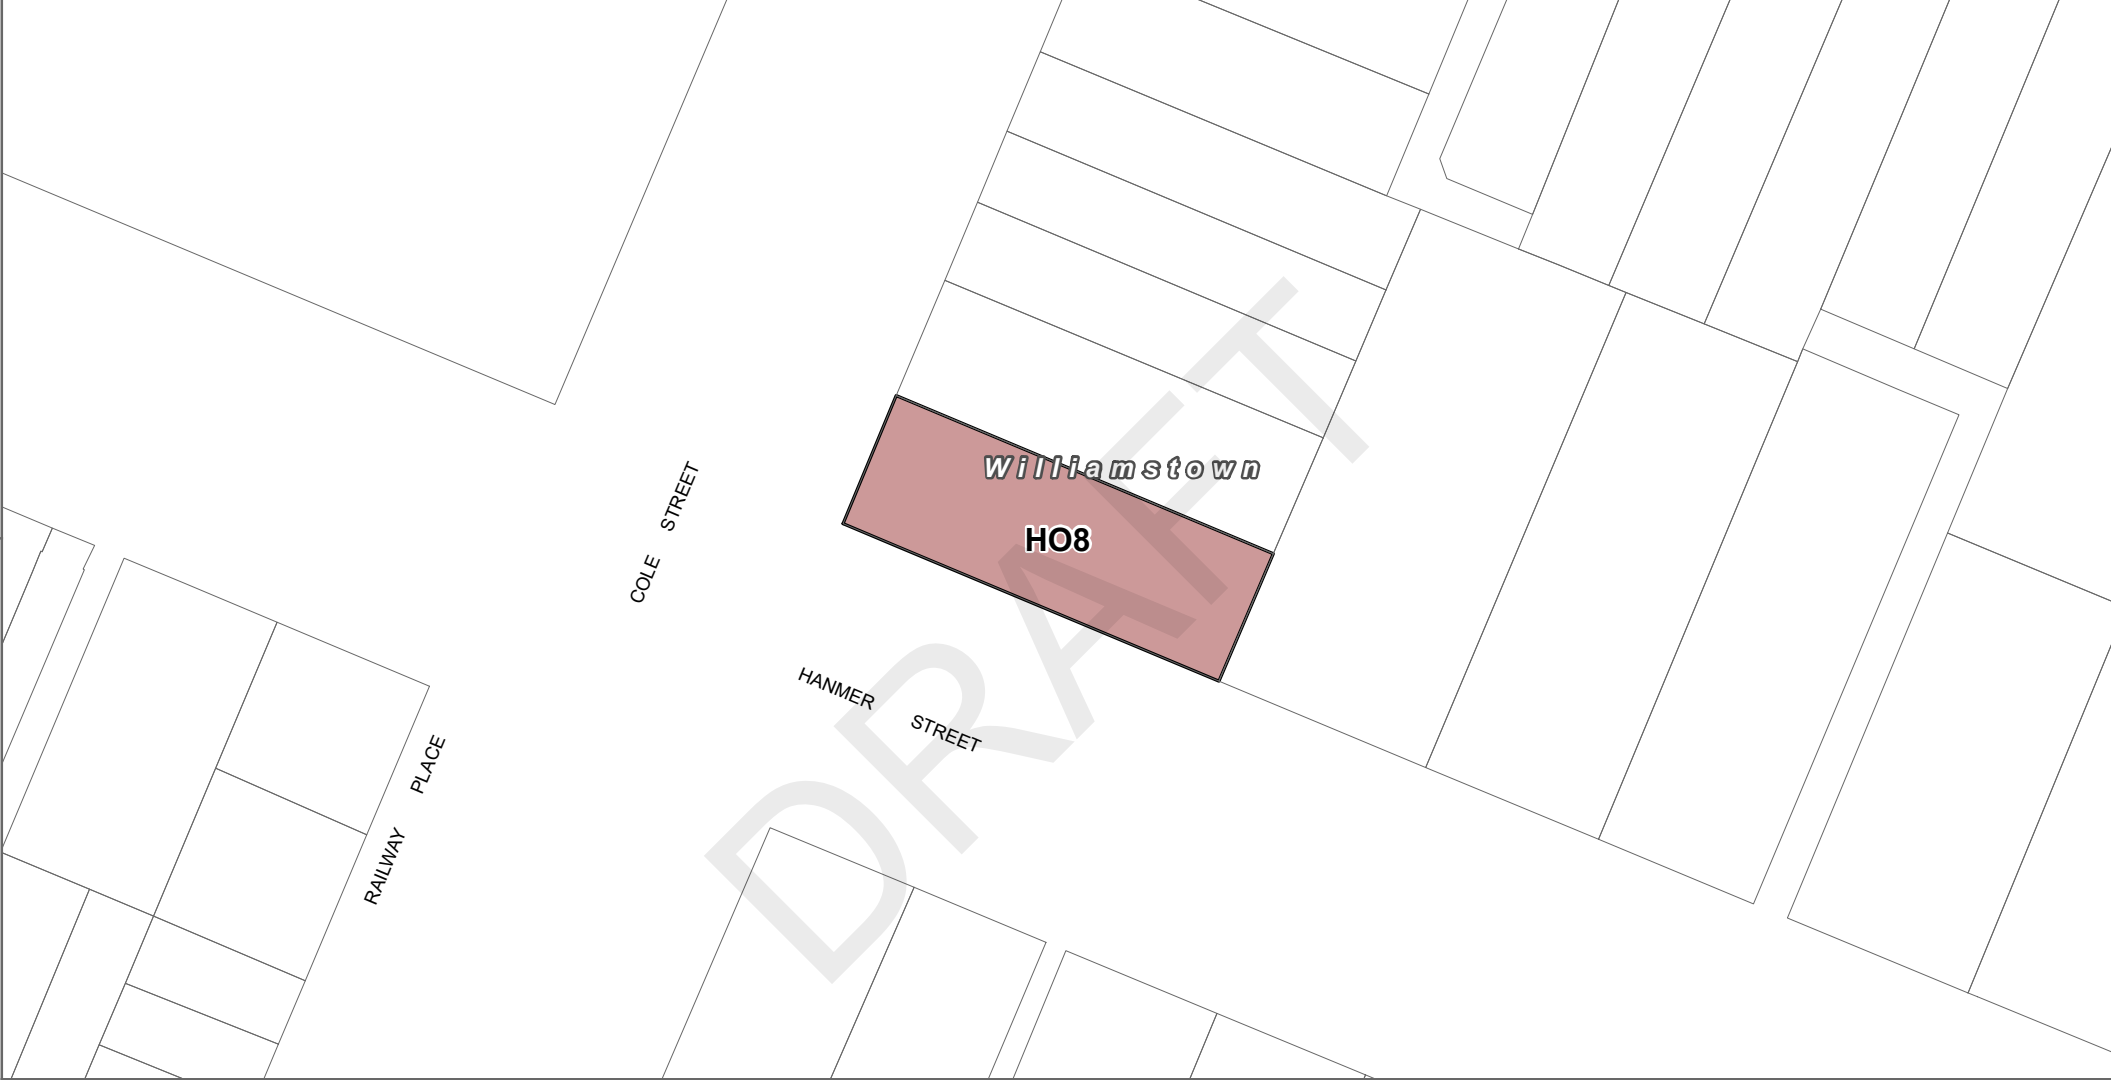 Williamstown
HO8
COLE STREET
HANMER STREET
RAILWAY PLACE
DRAFT